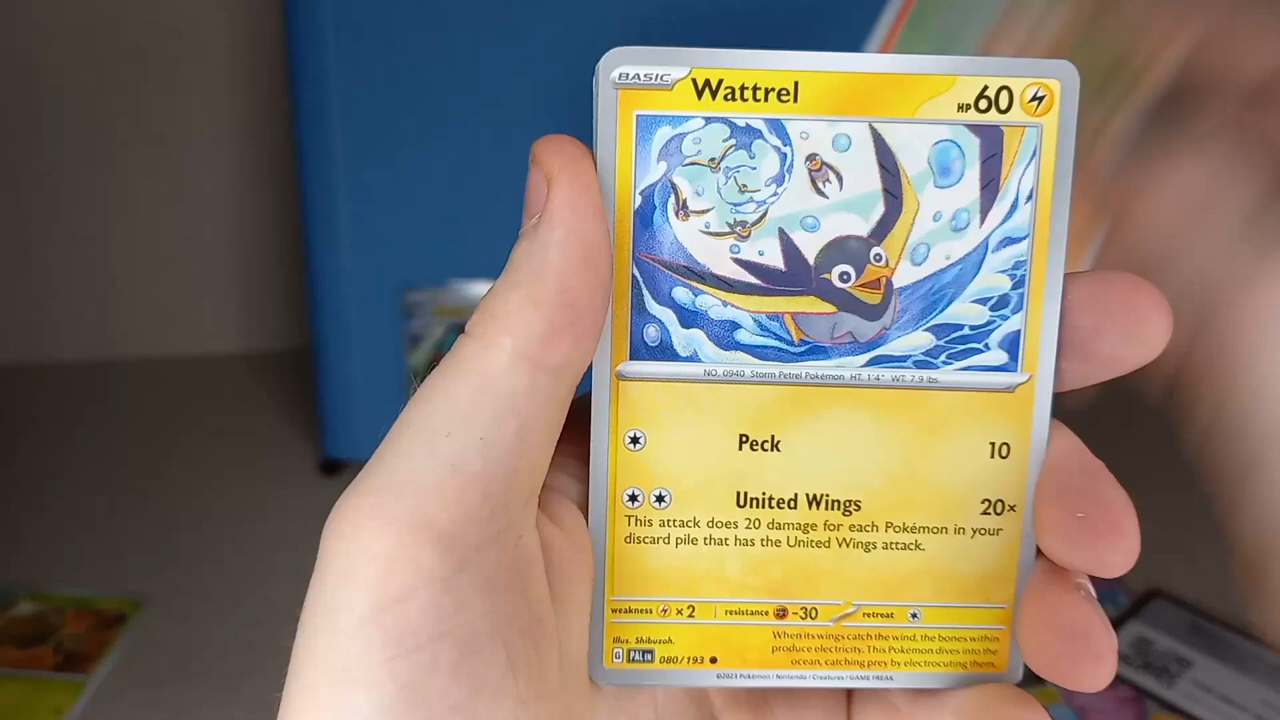 BASIC Wattrel HP 60
NO. 0940 Storm Petrel Pokémon HT: 1'4" WT: 7.9 lbs.
Peck 10
United Wings 20×
This attack does 20 damage for each Pokémon in your
discard pile that has the United Wings attack.
weakness ×2 resistance -30 retreat
Illus. Shibuzoh.
G PAL EN 080/193
When its wings catch the wind, the bones within
produce electricity. This Pokémon dives into the
ocean, catching prey by electrocuting them.
©2023 Pokémon / Nintendo / Creatures / GAME FREAK